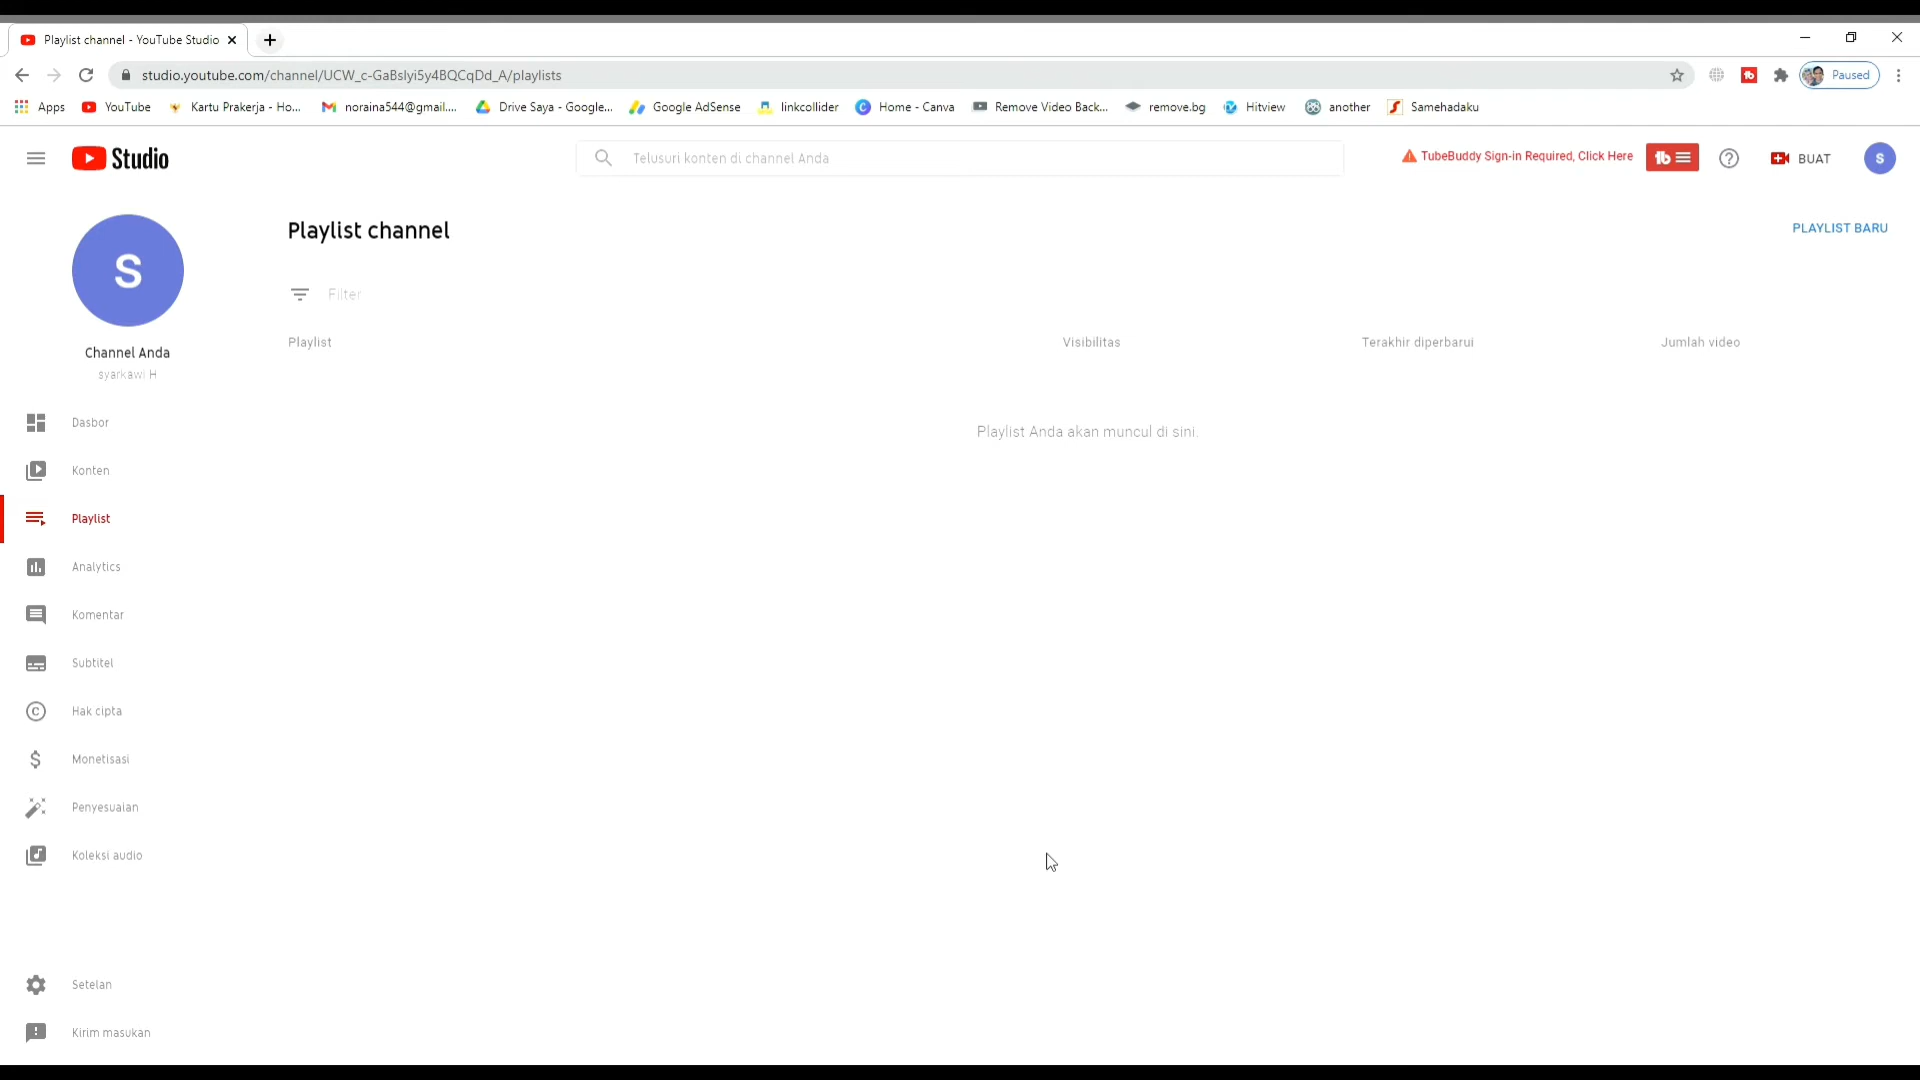 Playlist channel - YouTube Studio
studio.youtube.com/channel/UCW_c-GaBslyi5y4BQCqDd_A/playlists
Paused
Apps YouTube Kartu Prakerja - Ho... noraina544@gmail.... Drive Saya - Google... Google AdSense linkcollider Home - Canva Remove Video Back... remove.bg Hitview another Samehadaku
Studio
Telusuri konten di channel Anda
TubeBuddy Sign-in Required, Click Here
BUAT
S
S
Channel Anda
syarkawi H
Dasbor
Konten
Playlist
Analytics
Komentar
Subtitel
Hak cipta
Monetisasi
Penyesuaian
Koleksi audio
Setelan
Kirim masukan
Playlist channel
PLAYLIST BARU
Filter
Playlist Visibilitas Terakhir diperbarui Jumlah video
Playlist Anda akan muncul di sini.